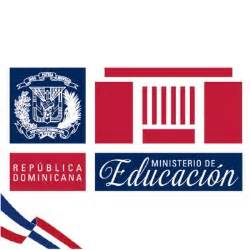 REPÚBLICA
DOMINICANA
MINISTERIO DE
Educación